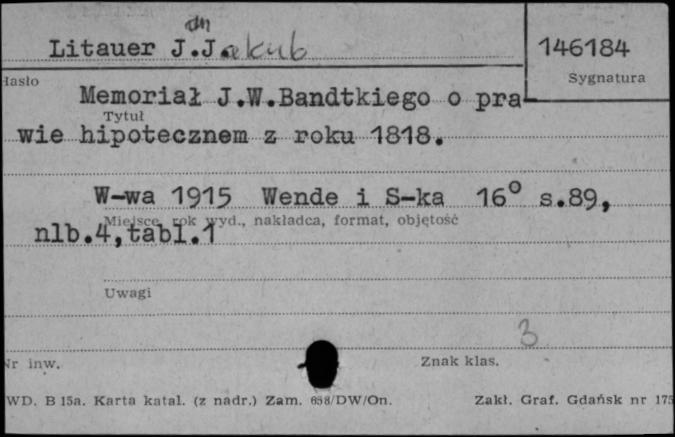 Litauer J.Jakub
an
146184
Hasło
Sygnatura
Memoriał J.W.Bandtkiego o pra
Tytuł
wie hipotecznem z roku 1818.
W-wa 1915 Wende i S-ka 16° s.89,
Miejsce, rok wyd., nakładca, format, objętość
nlb.4,tabl.1
Uwagi
3
Nr inw.
Znak klas.
WD. B 15a. Karta katal. (z nadr.) Zam. 658/DW/On.
Zakł. Graf. Gdańsk nr 175